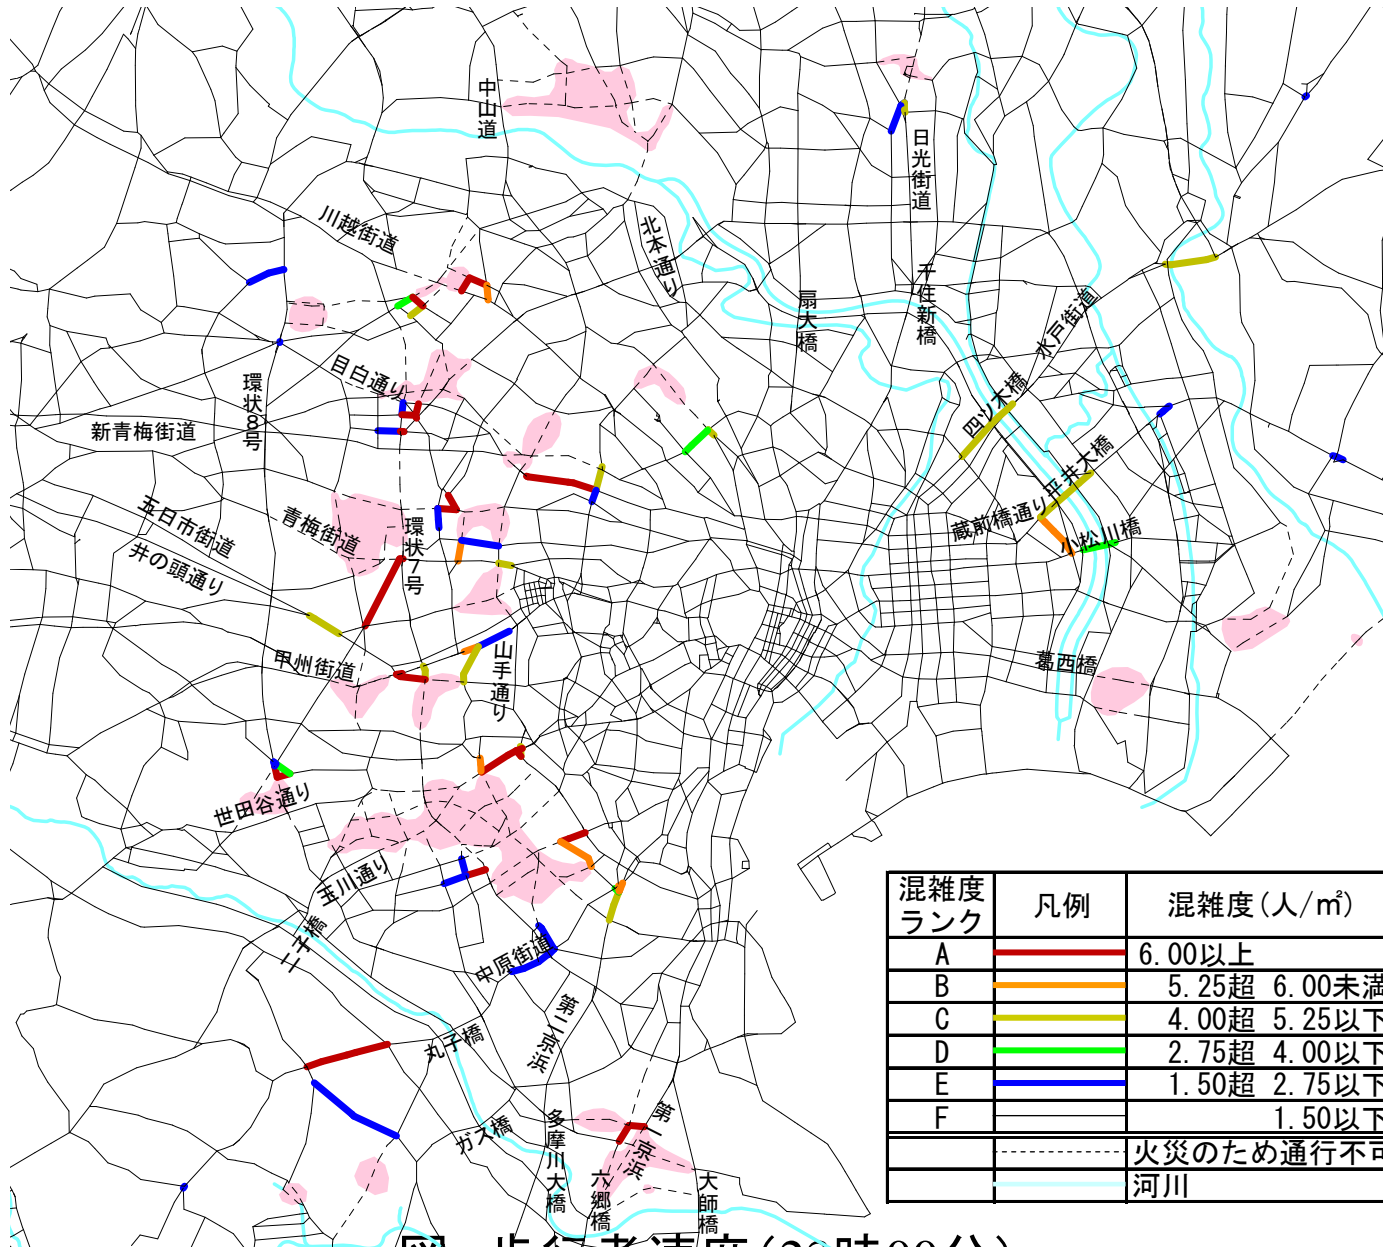 中山道
日光街道
川越街道
北本通り
扇大橋
千住新橋
水戸街道
目白通り
環状8号
四ツ木橋
新青梅街道
平井大橋
五日市街道
青梅街道
環状7号
蔵前橋通り
小松川橋
井の頭通り
甲州街道
山手通り
葛西橋
世田谷通り
玉川通り
二子橋
中原街道
第二京浜
丸子橋
ガス橋
多摩川大橋
六郷橋
第一京浜
大師橋
混雑度ランク 凡例 混雑度(人/㎡)
A 6.00以上
B 5.25超 6.00未満
C 4.00超 5.25以下
D 2.75超 4.00以下
E 1.50超 2.75以下
F 1.50以下
火災のため通行不可
河川